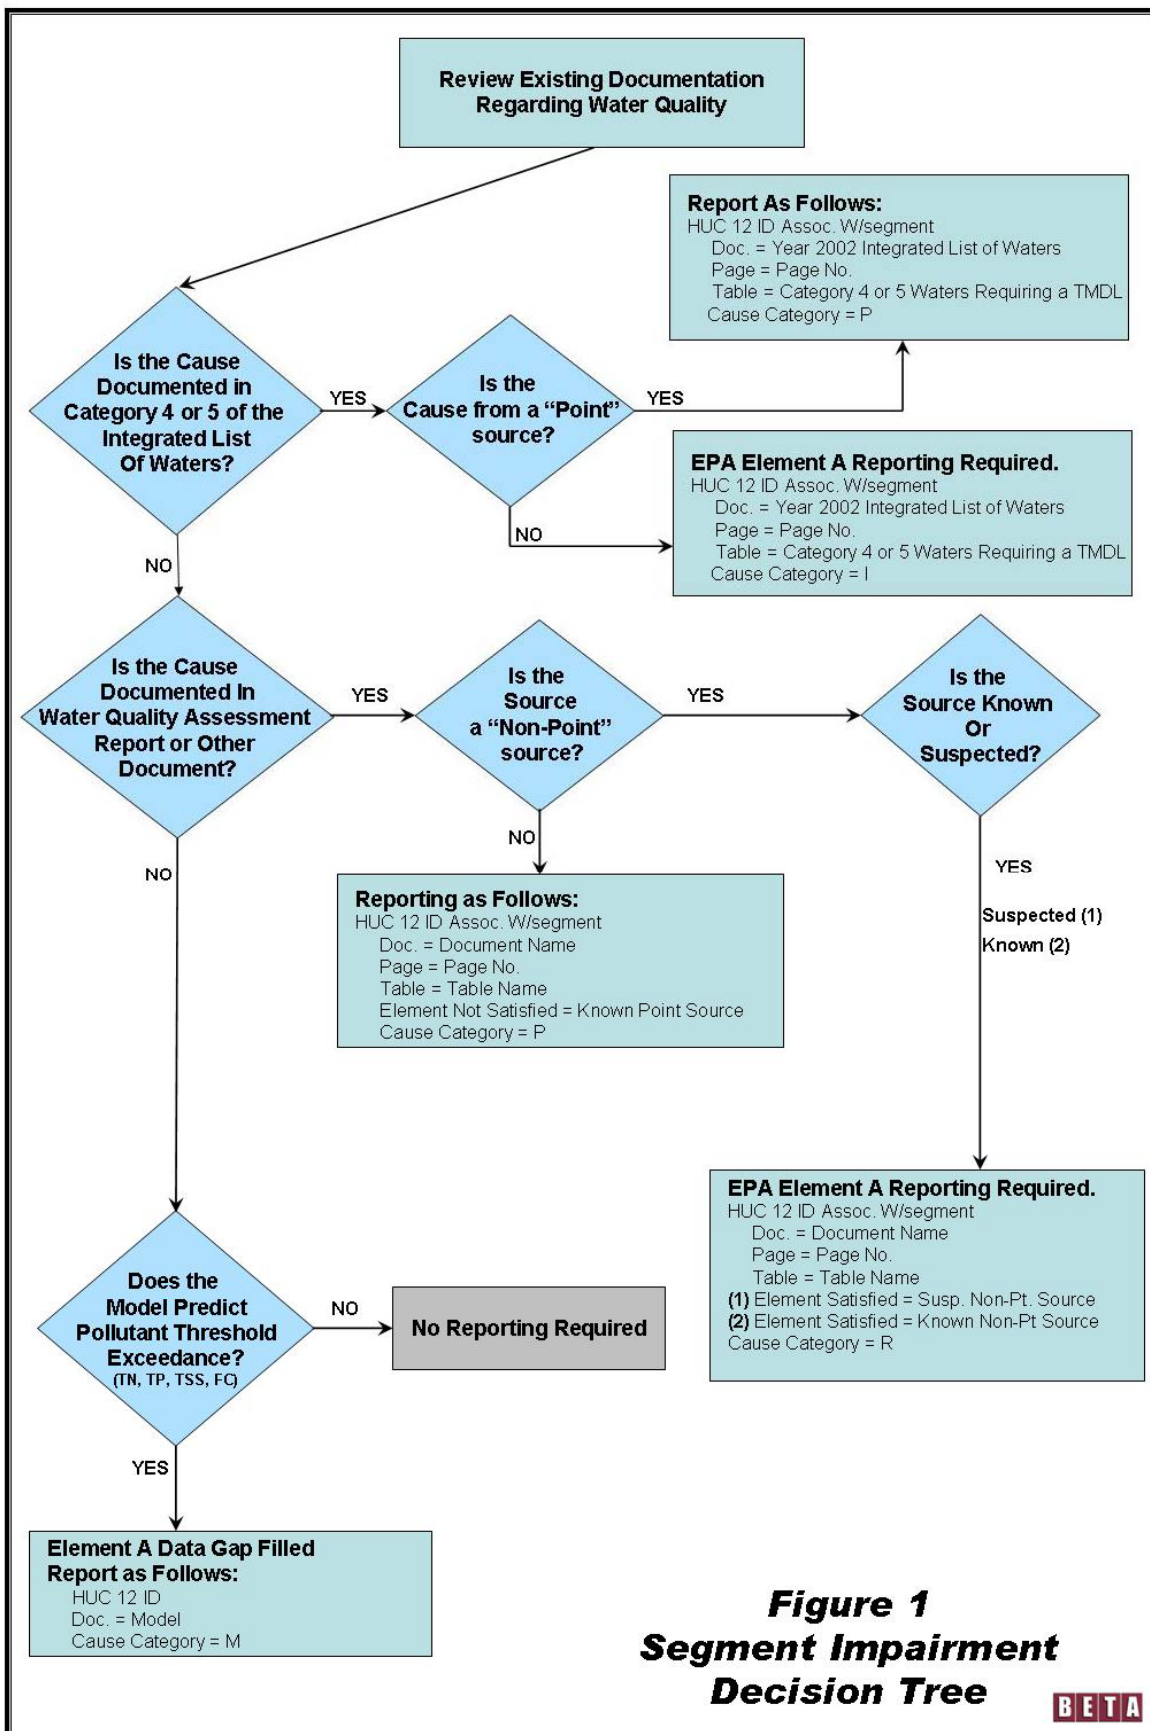 Review Existing Documentation
Regarding Water Quality
Report As Follows:
HUC 12 ID Assoc. W/segment
Doc. = Year 2002 Integrated List of Waters
Page = Page No.
Table = Category 4 or 5 Waters Requiring a TMDL
Cause Category = P
Is the Cause
Documented in
Category 4 or 5 of the
Integrated List
Of Waters?
YES
Is the
Cause from a “Point”
source?
YES
EPA Element A Reporting Required.
HUC 12 ID Assoc. W/segment
Doc. = Year 2002 Integrated List of Waters
Page = Page No.
Table = Category 4 or 5 Waters Requiring a TMDL
Cause Category = I
NO
NO
Is the Cause
Documented In
Water Quality Assessment
Report or Other
Document?
YES
Is the
Source
a “Non-Point”
source?
YES
Is the
Source Known
Or
Suspected?
NO
NO
YES
Suspected (1)
Known (2)
Reporting as Follows:
HUC 12 ID Assoc. W/segment
Doc. = Document Name
Page = Page No.
Table = Table Name
Element Not Satisfied = Known Point Source
Cause Category = P
EPA Element A Reporting Required.
HUC 12 ID Assoc. W/segment
Doc. = Document Name
Page = Page No.
Table = Table Name
(1) Element Satisfied = Susp. Non-Pt. Source
(2) Element Satisfied = Known Non-Pt Source
Cause Category = R
Does the
Model Predict
Pollutant Threshold
Exceedance?
(TN, TP, TSS, FC)
NO
No Reporting Required
YES
Element A Data Gap Filled
Report as Follows:
HUC 12 ID
Doc. = Model
Cause Category = M
Figure 1
Segment Impairment
Decision Tree
BETA